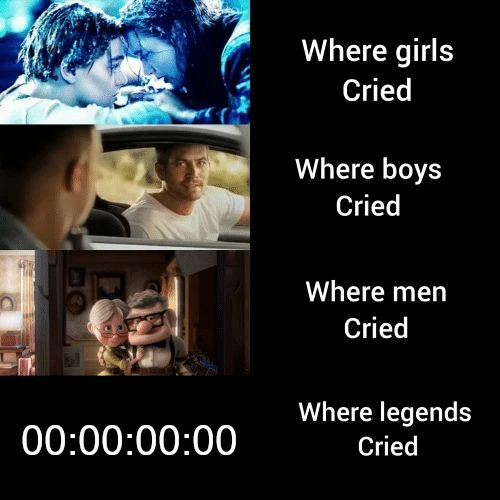 Where girls
Cried
Where boys
Cried
Where men
Cried
00:00:00:00
Where legends
Cried